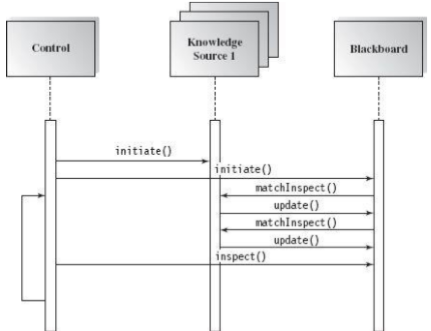 Control
Knowledge
Source 1
Blackboard
initiate()
initiate()
matchInspect()
update()
matchInspect()
update()
inspect()